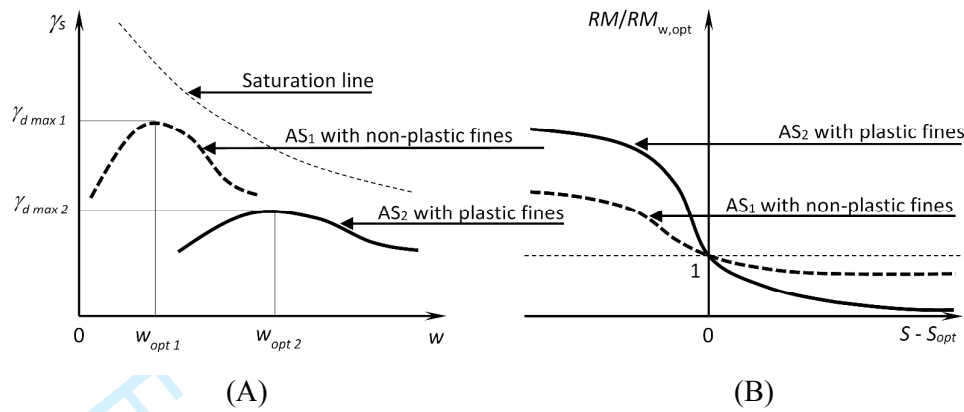 γS
Saturation line
γd max 1
AS1 with non-plastic fines
γd max 2
AS2 with plastic fines
0
wopt 1
wopt 2
w
(A)
RM/RMw,opt
AS2 with plastic fines
AS1 with non-plastic fines
1
0
S - Sopt
(B)